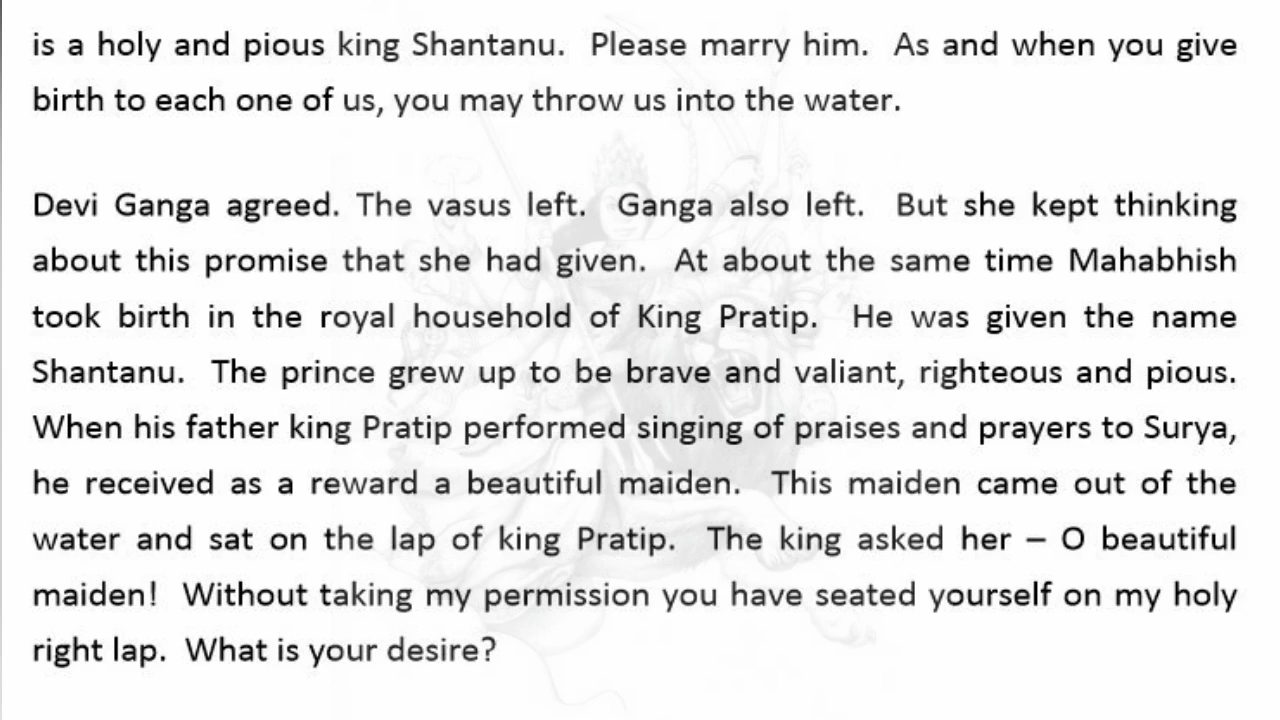 is a holy and pious king Shantanu. Please marry him. As and when you give
birth to each one of us, you may throw us into the water.
Devi Ganga agreed. The vasus left. Ganga also left. But she kept thinking
about this promise that she had given. At about the same time Mahabhish
took birth in the royal household of King Pratip. He was given the name
Shantanu. The prince grew up to be brave and valiant, righteous and pious.
When his father king Pratip performed singing of praises and prayers to Surya,
he received as a reward a beautiful maiden. This maiden came out of the
water and sat on the lap of king Pratip. The king asked her – O beautiful
maiden! Without taking my permission you have seated yourself on my holy
right lap. What is your desire?